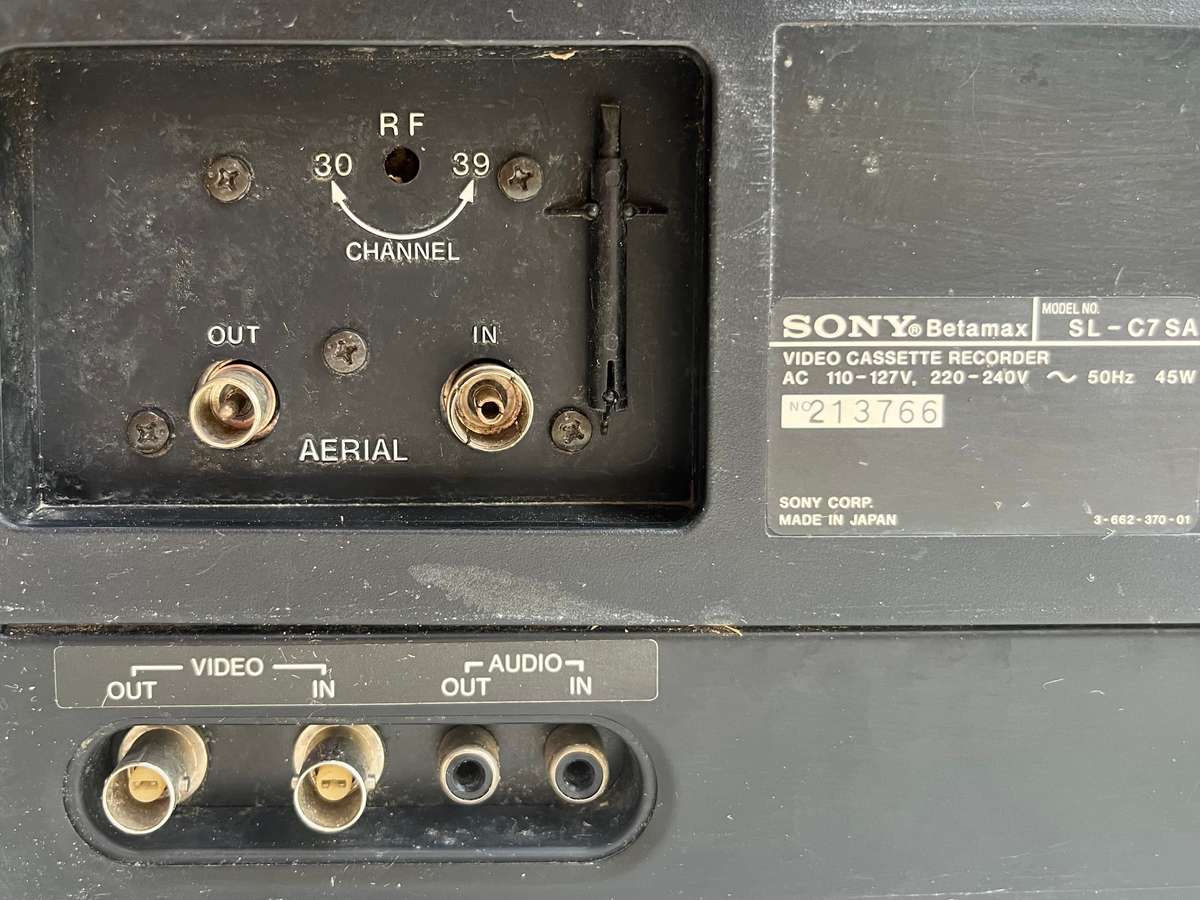 RF
30 39
CHANNEL
OUT IN
AERIAL
SONY® Betamax
MODEL NO.
SL-C7 SA
VIDEO CASSETTE RECORDER
AC 110-127V, 220-240V ~ 50Hz 45W
NO 213766
SONY CORP.
MADE IN JAPAN
3-662-370-01
VIDEO
OUT IN
AUDIO
OUT IN